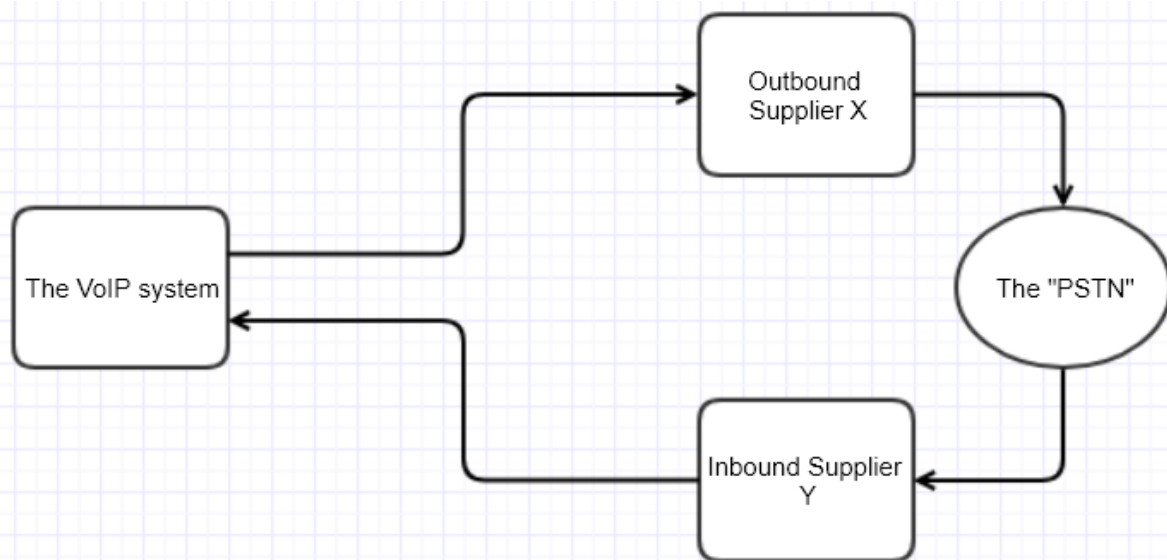 Outbound
Supplier X
The VoIP system
The "PSTN"
Inbound Supplier
Y